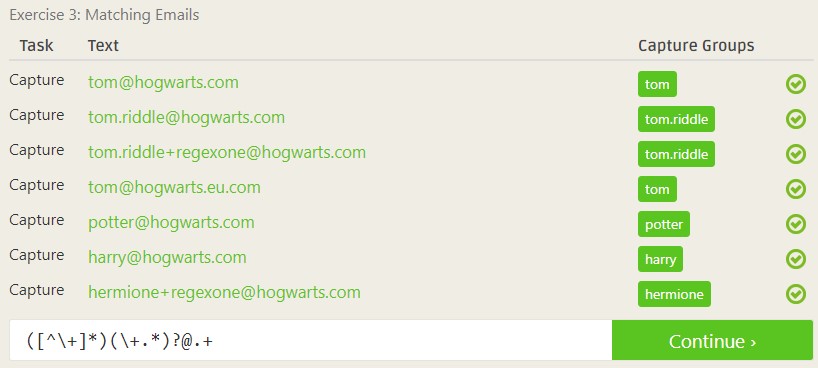 Exercise 3: Matching Emails
Task Text Capture Groups
Capture tom@hogwarts.com tom
Capture tom.riddle@hogwarts.com tom.riddle
Capture tom.riddle+regexone@hogwarts.com tom.riddle
Capture tom@hogwarts.eu.com tom
Capture potter@hogwarts.com potter
Capture harry@hogwarts.com harry
Capture hermione+regexone@hogwarts.com hermione
([^\+]*)(\+.*)?@.+ Continue ›